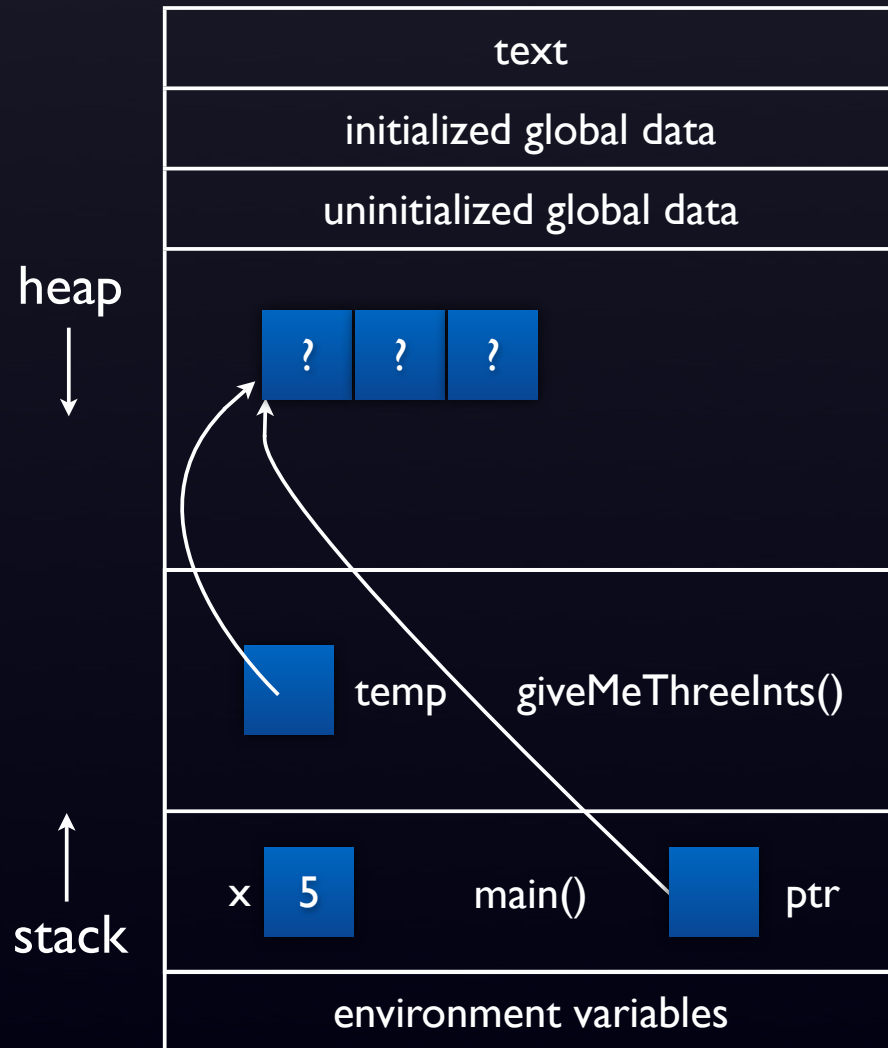 text
initialized global data
uninitialized global data
heap
? ? ?
temp giveMeThreeInts()
x 5 main() ptr
stack
environment variables